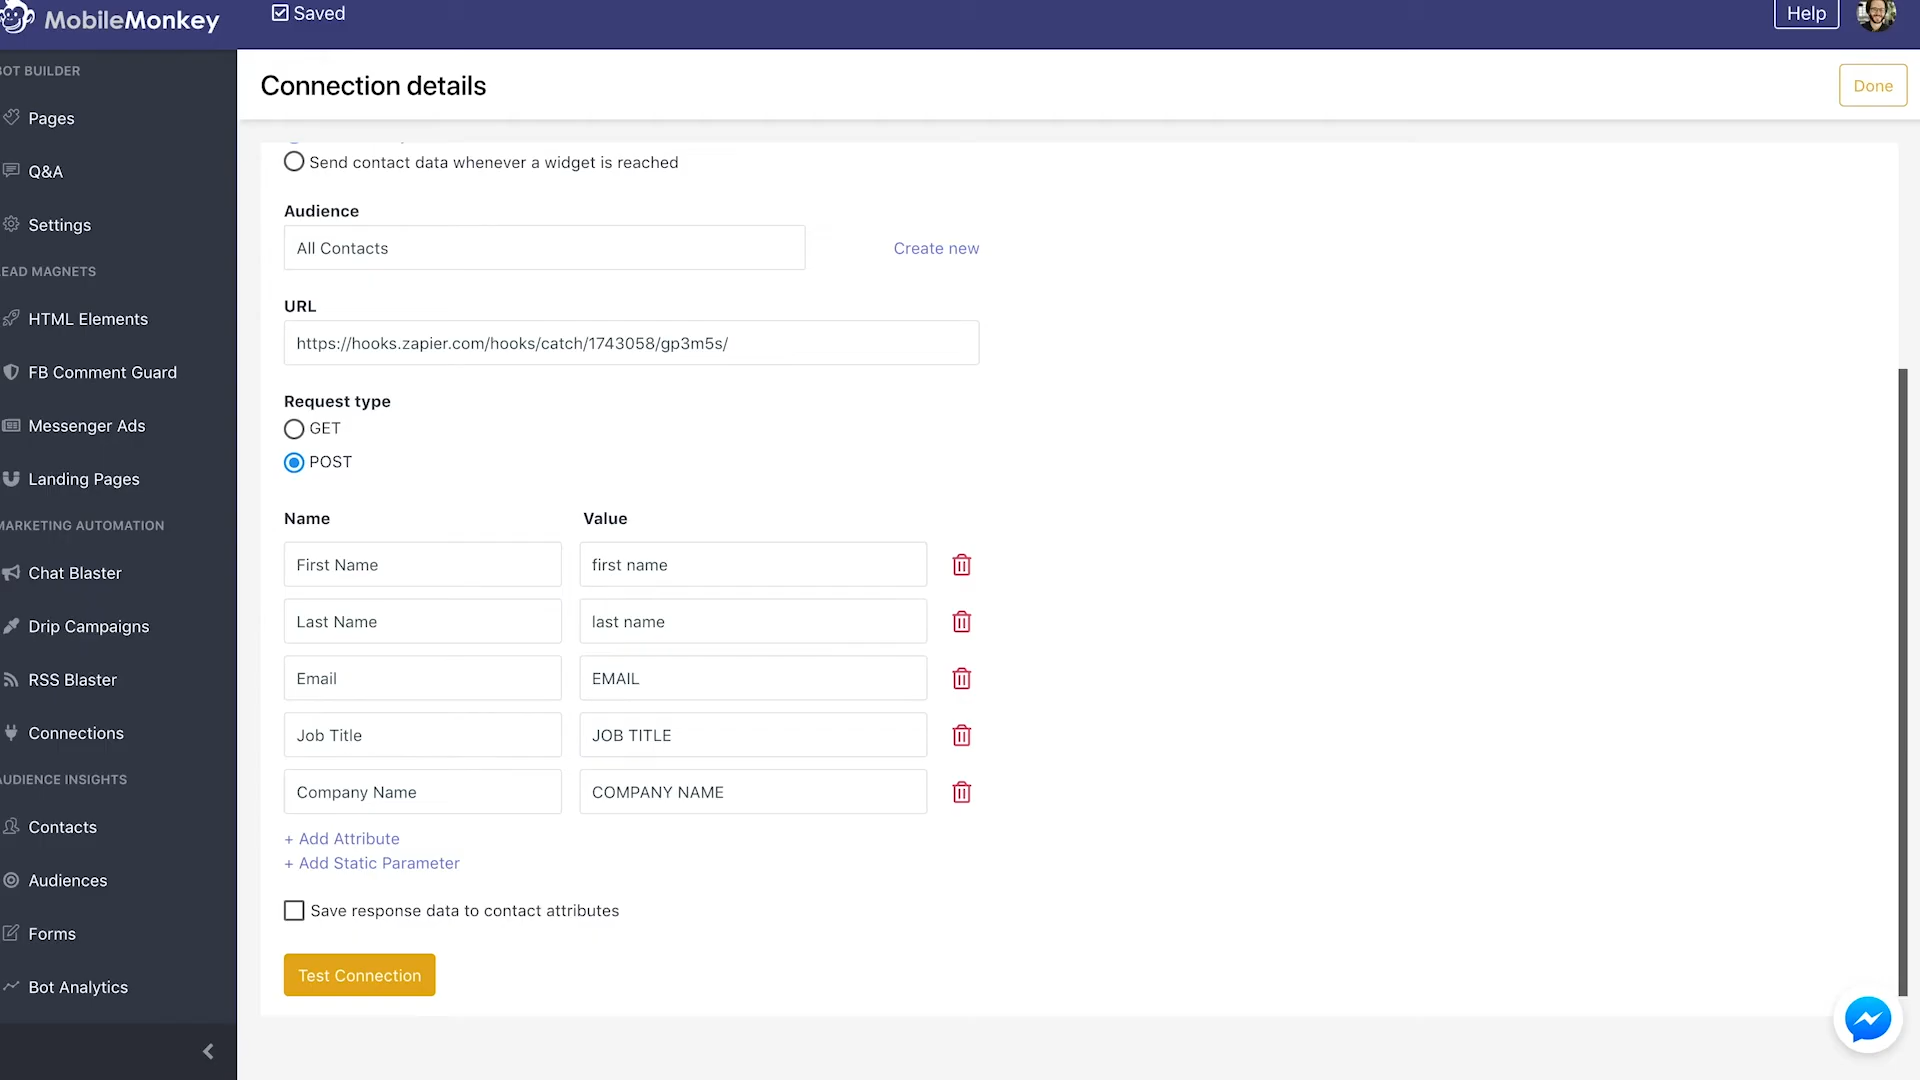 MobileMonkey
Saved
Help
Connection details
Done
BOT BUILDER
Pages
Q&A
Settings
LEAD MAGNETS
HTML Elements
FB Comment Guard
Messenger Ads
Landing Pages
MARKETING AUTOMATION
Chat Blaster
Drip Campaigns
RSS Blaster
Connections
AUDIENCE INSIGHTS
Contacts
Audiences
Forms
Bot Analytics
Send contact data whenever a widget is reached
Audience
All Contacts
Create new
URL
https://hooks.zapier.com/hooks/catch/1743058/gp3m5s/
Request type
GET
POST
Name Value
First Name first name
Last Name last name
Email EMAIL
Job Title JOB TITLE
Company Name COMPANY NAME
+ Add Attribute
+ Add Static Parameter
Save response data to contact attributes
Test Connection